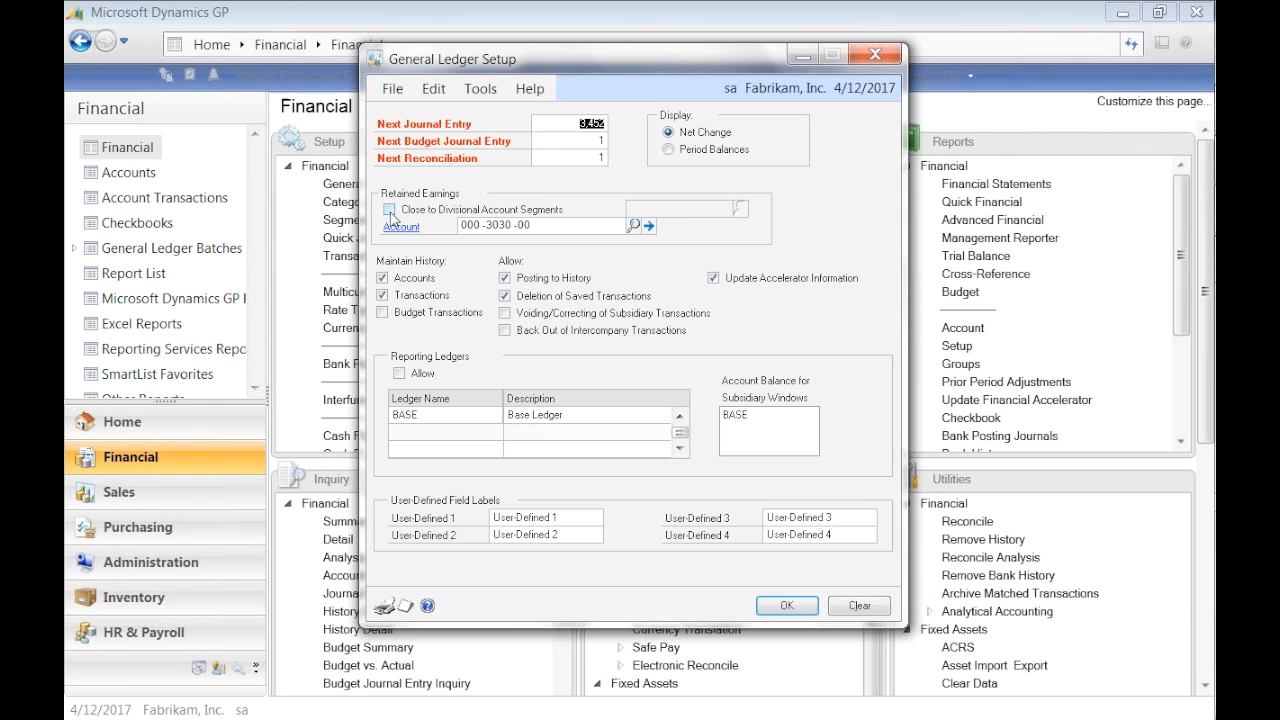 Microsoft Dynamics GP
Home
Financial
General Ledger Setup
File Edit Tools Help
sa Fabrikam, Inc. 4/12/2017
Customize this page...
Financial
Financial
Accounts
Account Transactions
Checkbooks
General Ledger Batches
Report List
Microsoft Dynamics GP
Excel Reports
Reporting Services Repo
SmartList Favorites
Home
Financial
Sales
Purchasing
Administration
Inventory
HR & Payroll
Financial
Setup
Financial
Inquiry
Financial
Next Journal Entry 3,452
Next Budget Journal Entry 1
Next Reconciliation 1
Display:
Net Change
Period Balances
Retained Earnings
Close to Divisional Account Segments
Account 000 -3030 -00
Maintain History:
Accounts
Transactions
Budget Transactions
Allow:
Posting to History
Deletion of Saved Transactions
Voiding/Correcting of Subsidiary Transactions
Back Out of Intercompany Transactions
Update Accelerator Information
Reporting Ledgers
Allow
Ledger Name Description
BASE Base Ledger
Account Balance for
Subsidiary Windows
BASE
User-Defined Field Labels
User-Defined 1 User-Defined 1
User-Defined 2 User-Defined 2
User-Defined 3 User-Defined 3
User-Defined 4 User-Defined 4
OK Clear
History Detail
Budget Summary
Budget vs. Actual
Budget Journal Entry Inquiry
Currency Translation
Safe Pay
Electronic Reconcile
Fixed Assets
Reports
Financial
Financial Statements
Quick Financial
Advanced Financial
Management Reporter
Trial Balance
Cross-Reference
Budget
Account
Setup
Groups
Prior Period Adjustments
Update Financial Accelerator
Checkbook
Bank Posting Journals
Utilities
Financial
Reconcile
Remove History
Reconcile Analysis
Remove Bank History
Archive Matched Transactions
Analytical Accounting
Fixed Assets
ACRS
Asset Import Export
Clear Data
4/12/2017 Fabrikam, Inc. sa